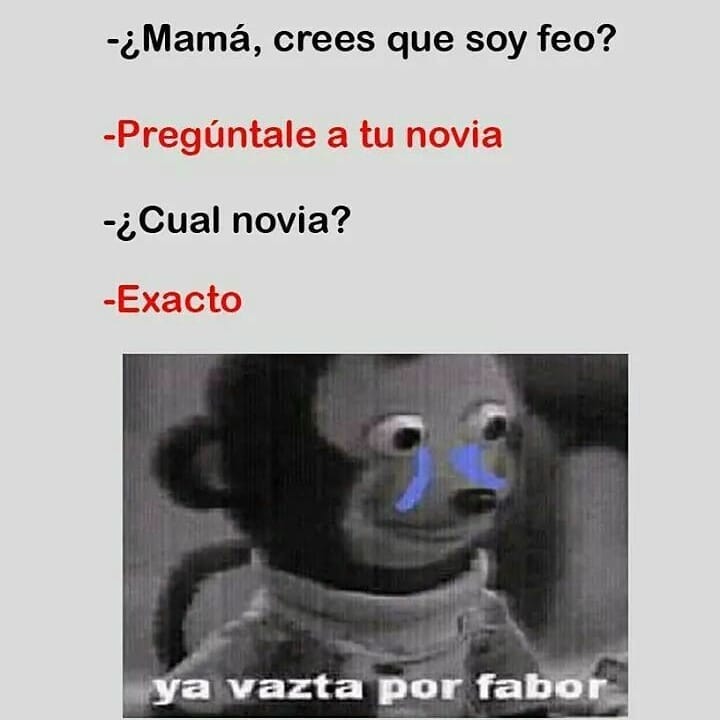 -¿Mamá, crees que soy feo?
-Pregúntale a tu novia
-¿Cual novia?
-Exacto
ya vazta por fabor